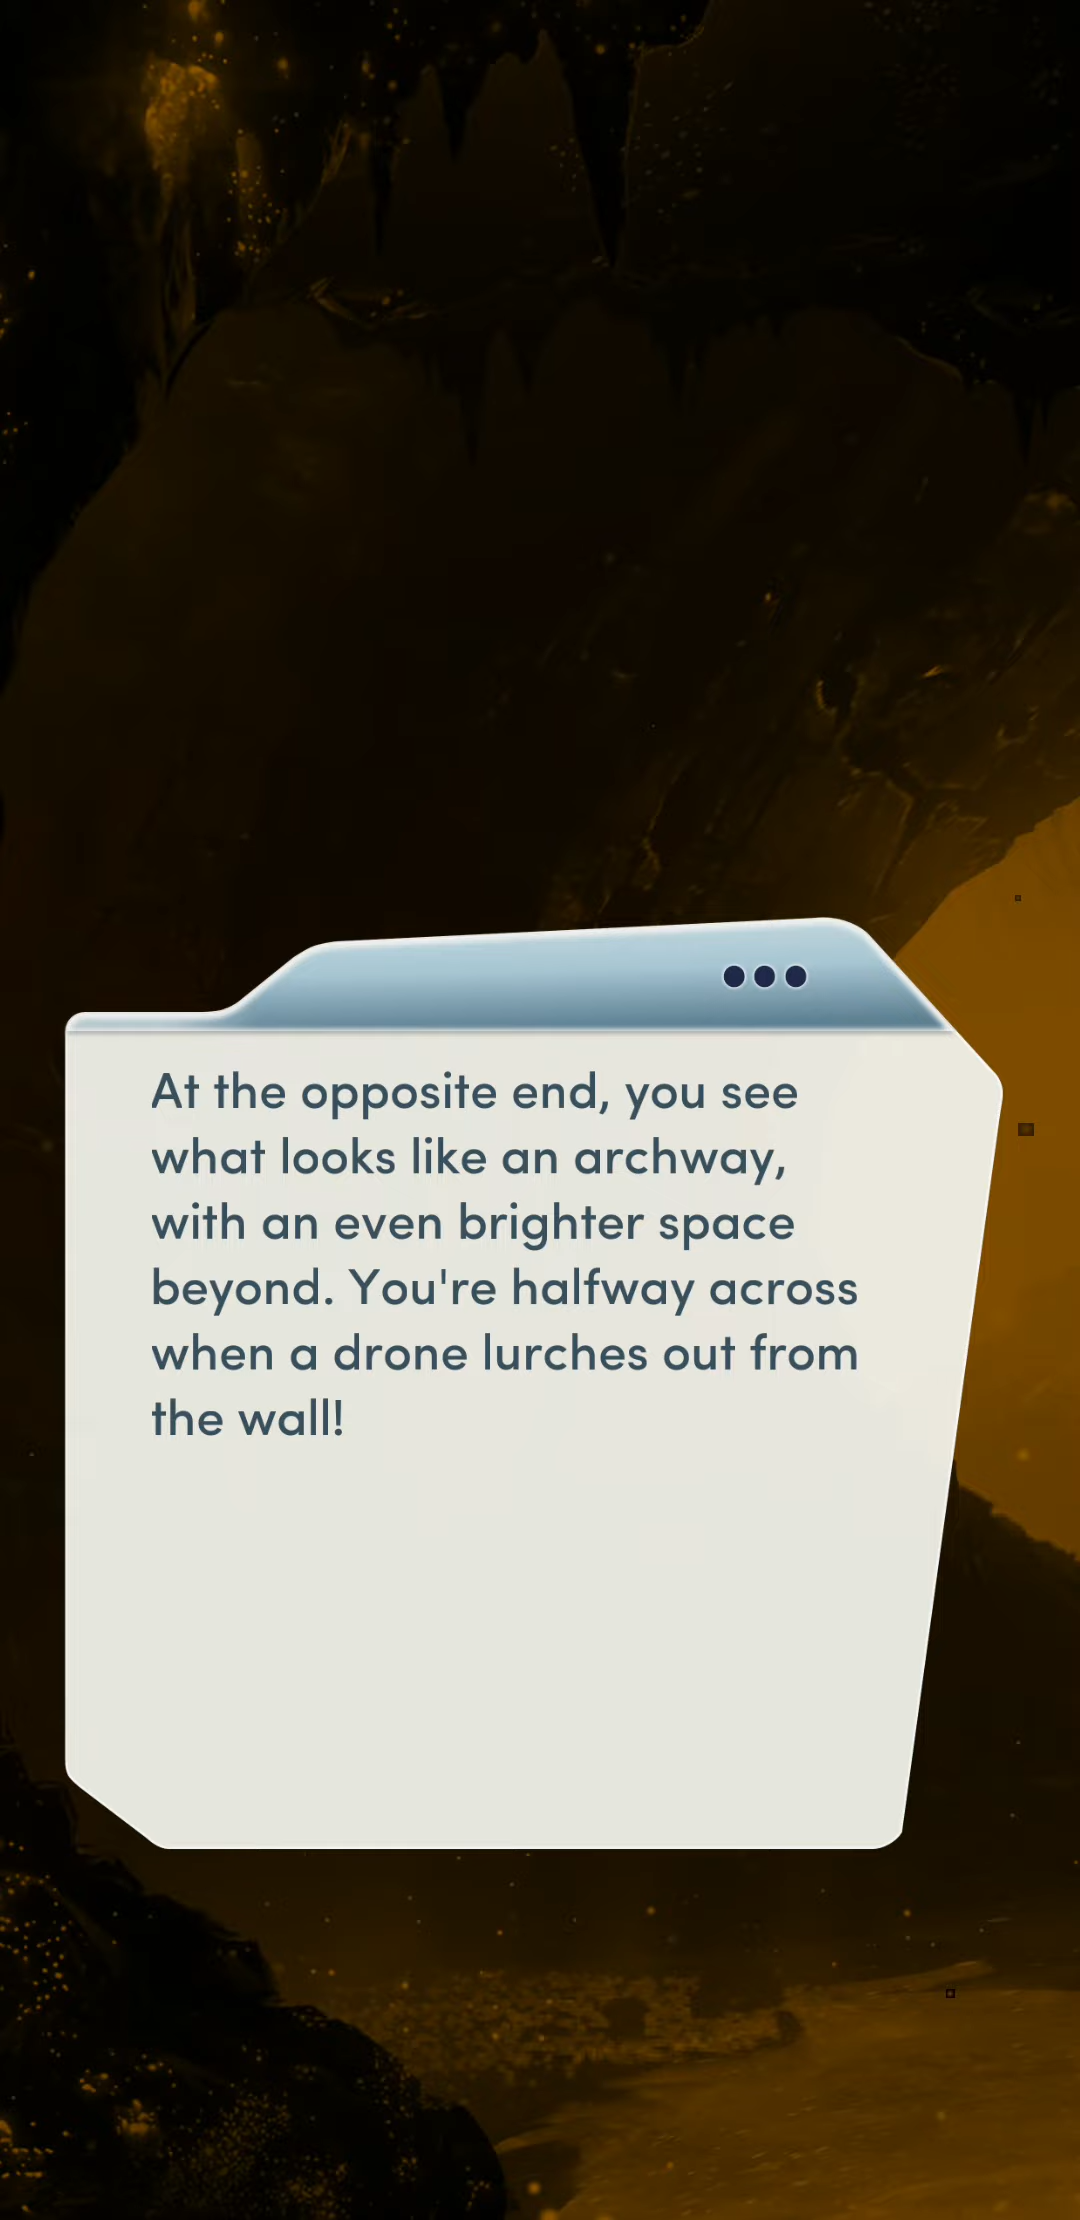 At the opposite end, you see
what looks like an archway,
with an even brighter space
beyond. You're halfway across
when a drone lurches out from
the wall!